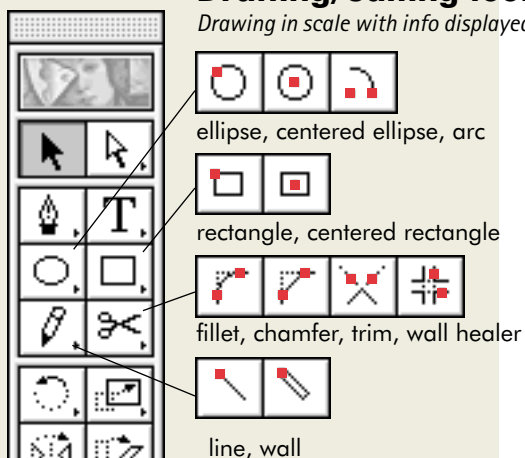 Drawing in scale with info displayed
ellipse, centered ellipse, arc
rectangle, centered rectangle
T
fillet, chamfer, trim, wall healer
line, wall